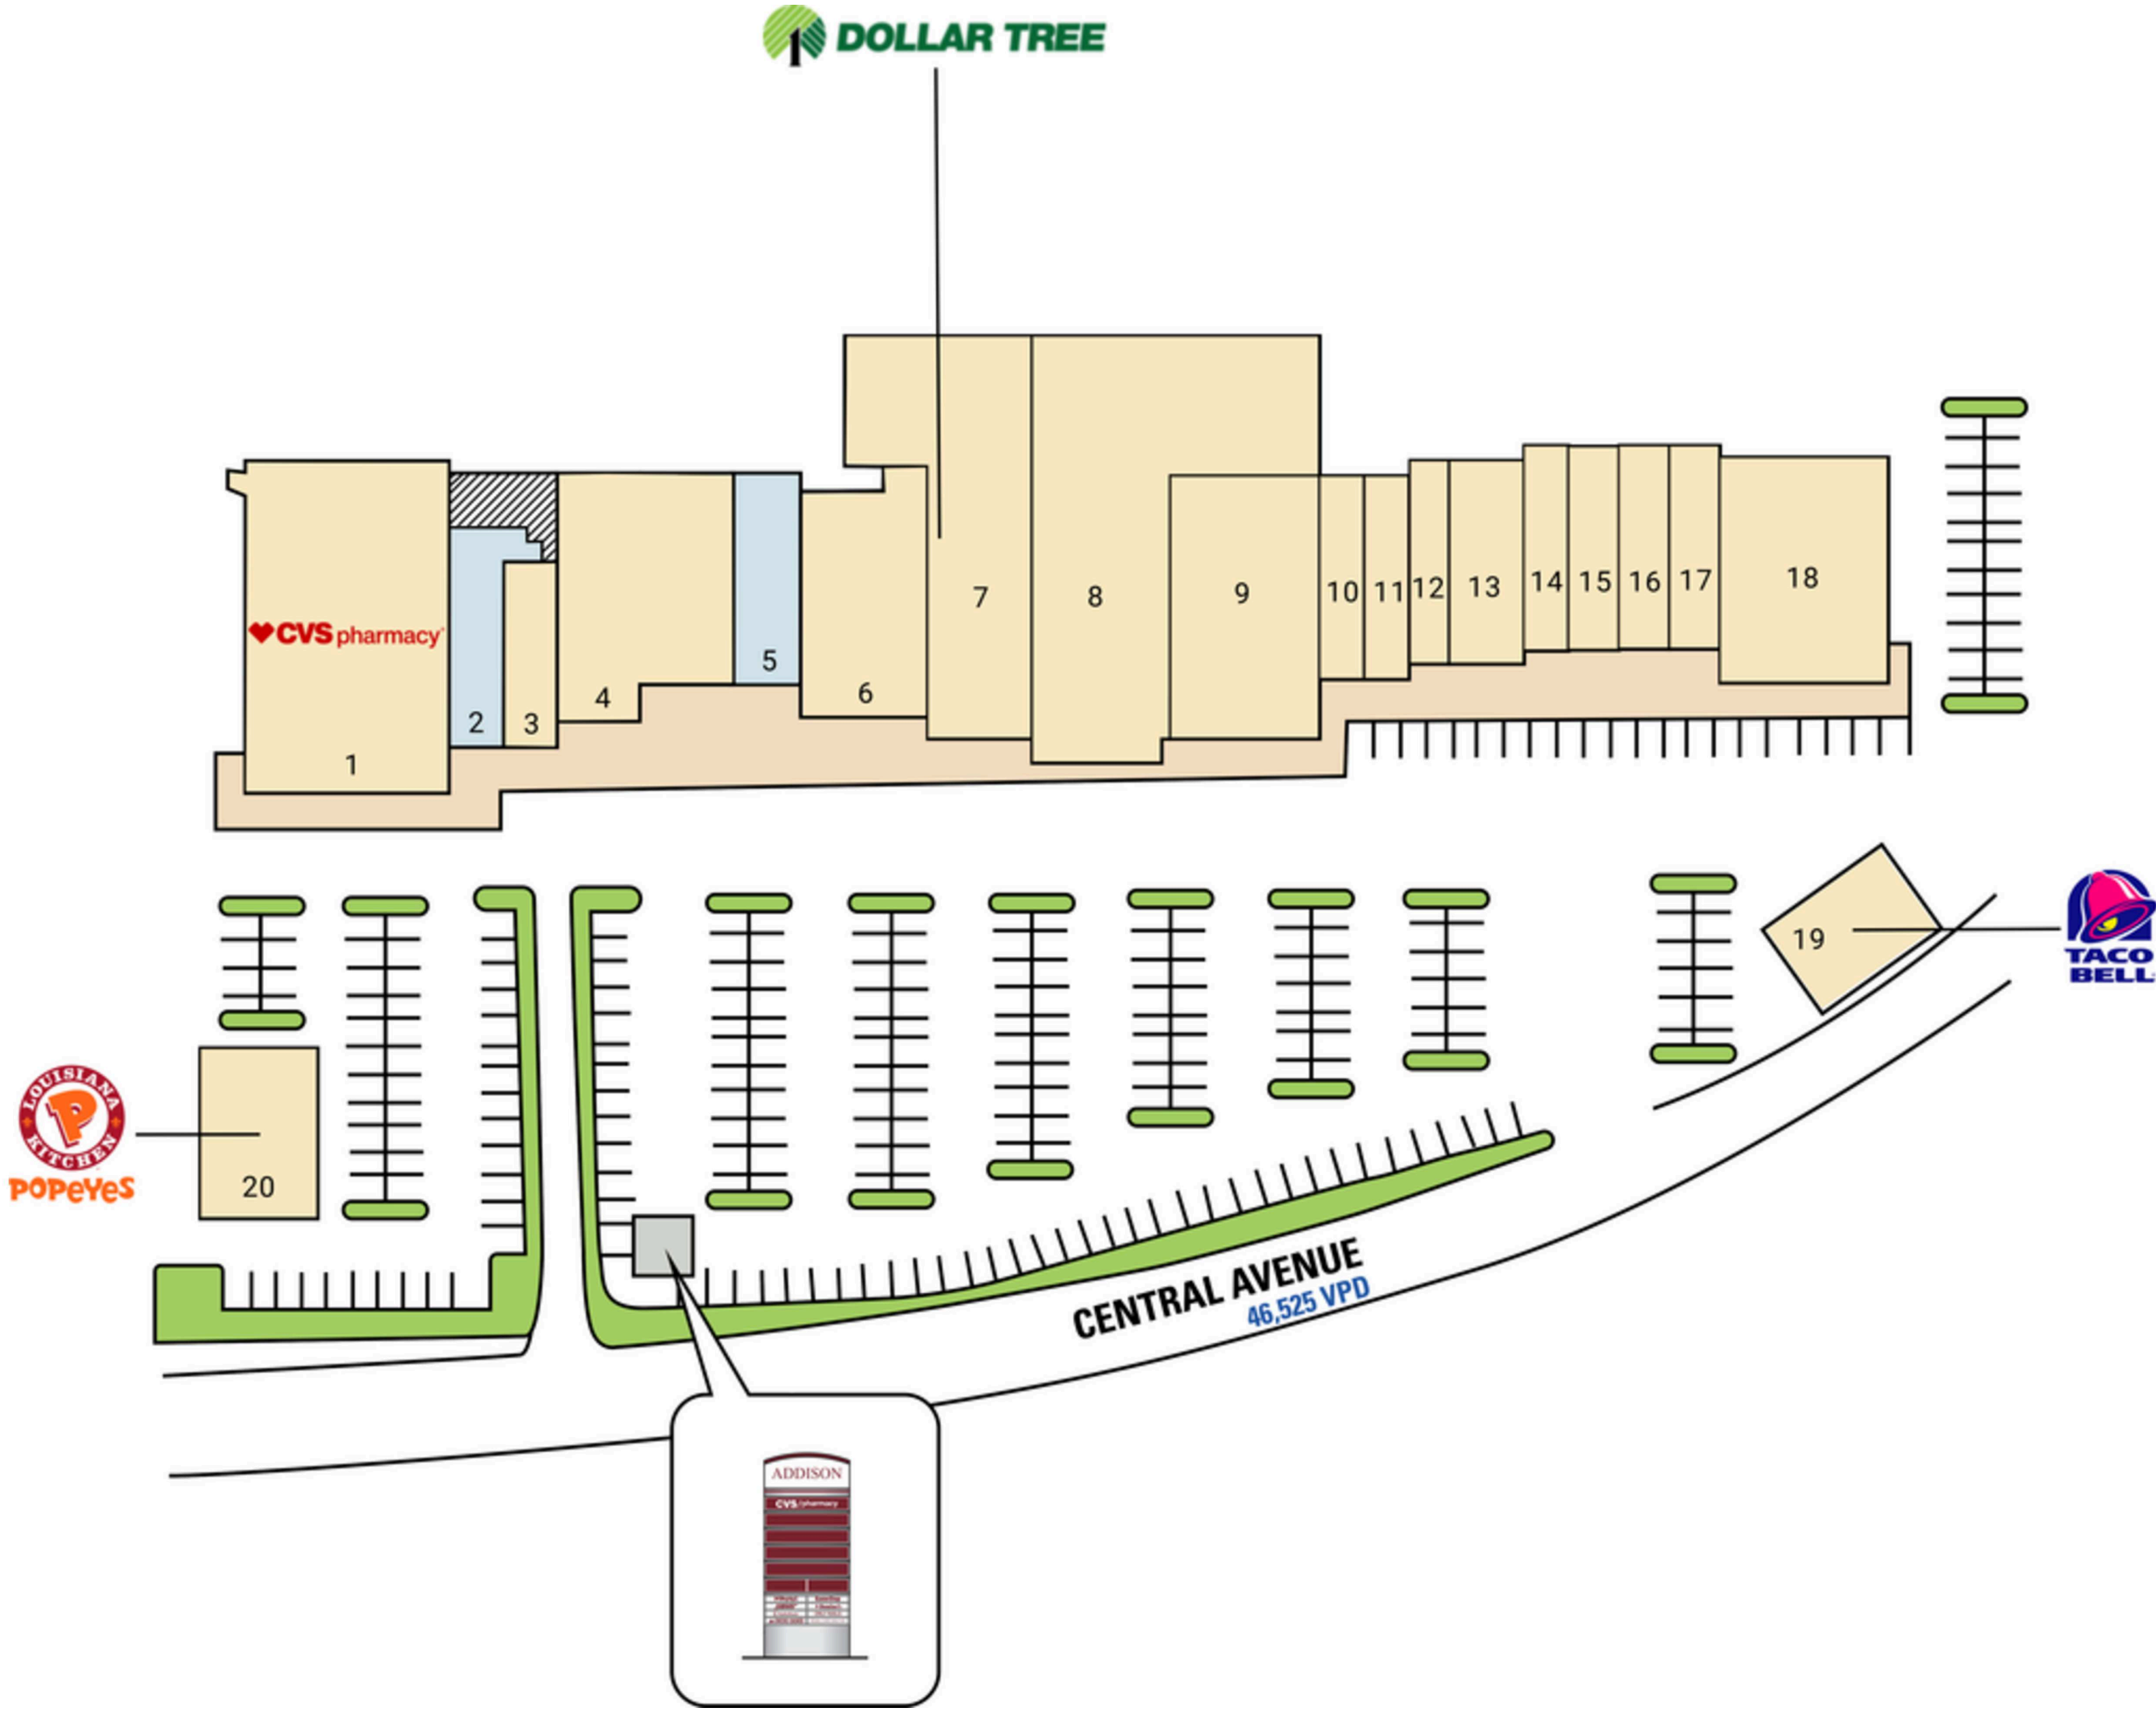 DOLLAR TREE
CVS pharmacy
1
2
3
4
5
6
7
8
9
10
11
12
13
14
15
16
17
18
19
TACO
BELL
LOUISIANA
P
KITCHEN
POPEYES
20
CENTRAL AVENUE
46,525 VPD
ADDISON
CVS/pharmacy